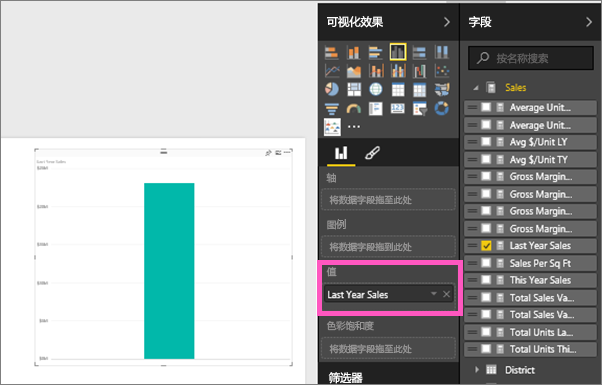 Last Year Sales
可视化效果
轴
将数据字段拖至此处
图例
将数据字段拖到此处
值
Last Year Sales
色彩饱和度
将数据字段拖至此处
筛选器
字段
按名称搜索
Sales
Average Unit...
Average Unit...
Avg $/Unit LY
Avg $/Unit TY
Gross Margin...
Gross Margin...
Gross Margin...
Gross Margin...
Last Year Sales
Sales Per Sq Ft
This Year Sales
Total Sales Va...
Total Sales Va...
Total Units La...
Total Units Thi...
District